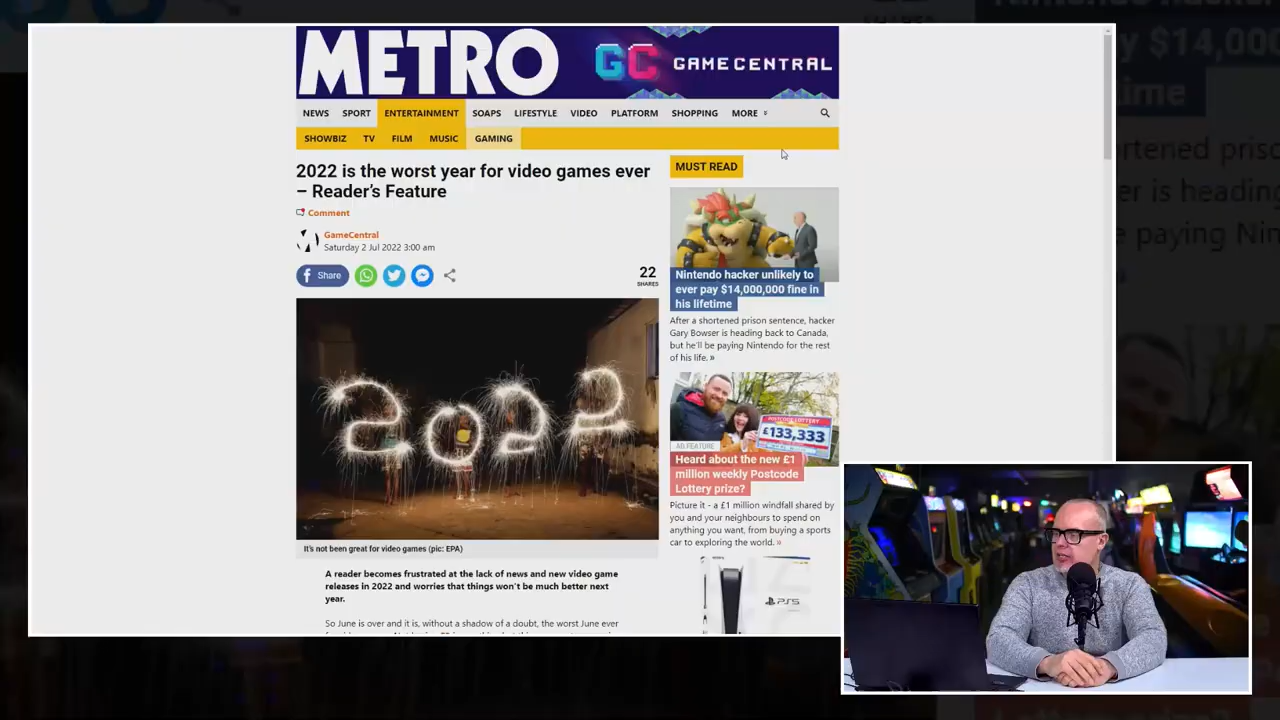 METRO
GC GAMECENTRAL
NEWS SPORT ENTERTAINMENT SOAPS LIFESTYLE VIDEO PLATFORM SHOPPING MORE
SHOWBIZ TV FILM MUSIC GAMING
2022 is the worst year for video games ever
– Reader's Feature
Comment
GameCentral
Saturday 2 Jul 2022 3:00 am
Share
22
SHARES
2022
It's not been great for video games (pic: EPA)
A reader becomes frustrated at the lack of news and new video game
releases in 2022 and worries that things won't be much better next
year.
So June is over and it is, without a shadow of a doubt, the worst June ever
MUST READ
Nintendo hacker unlikely to
ever pay $14,000,000 fine in
his lifetime
After a shortened prison sentence, hacker
Gary Bowser is heading back to Canada,
but he'll be paying Nintendo for the rest
of his life. »
POSTCODE LOTTERY
£133,333
AD FEATURE
Heard about the new £1
million weekly Postcode
Lottery prize?
Picture it - a £1 million windfall shared by
you and your neighbours to spend on
anything you want, from buying a sports
car to exploring the world. »
PS5